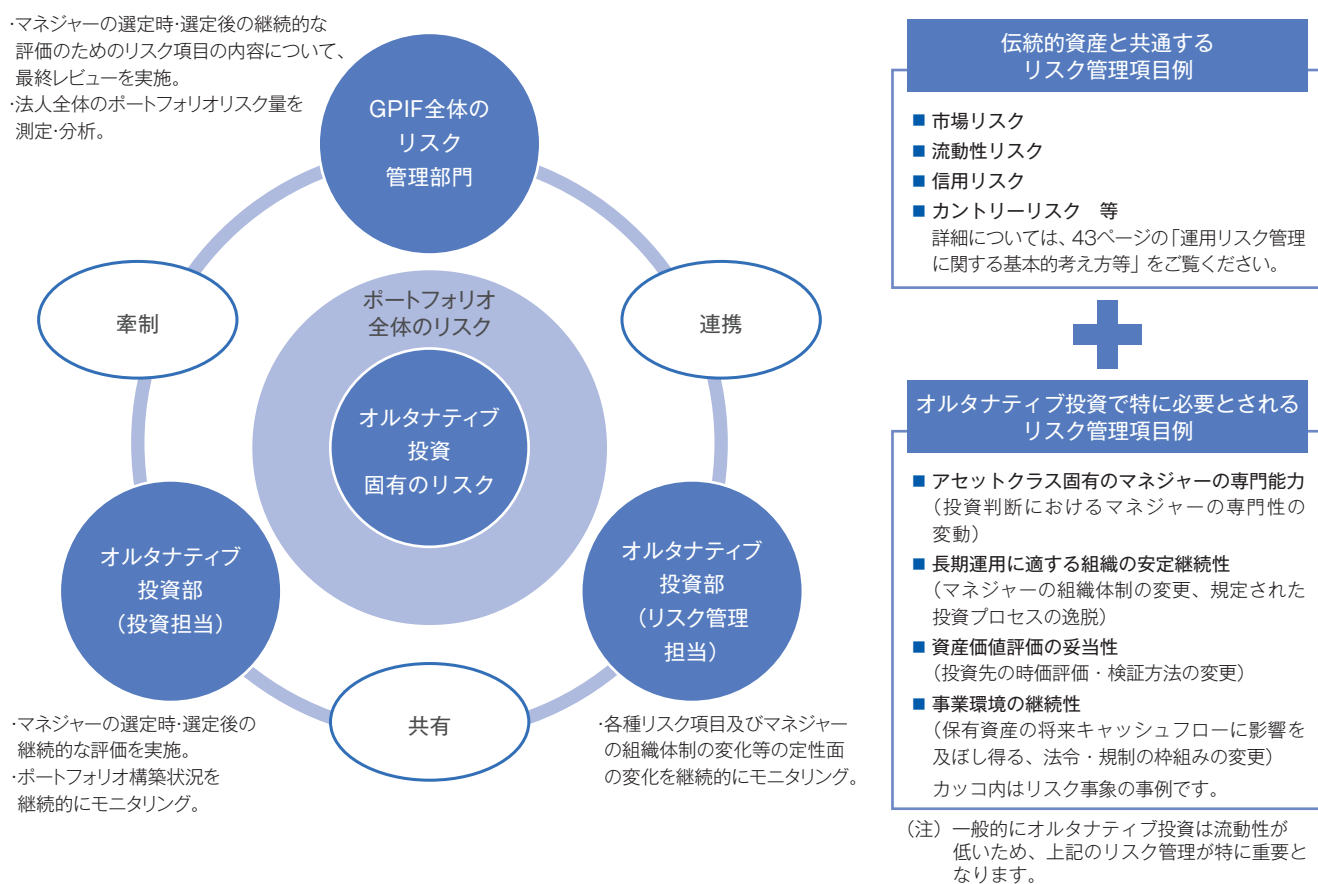 ・マネジャーの選定時・選定後の継続的な
評価のためのリスク項目の内容について、
最終レビューを実施。
・法人全体のポートフォリオリスク量を
測定・分析。
GPIF全体の
リスク
管理部門
牽制
連携
ポートフォリオ
全体のリスク
オルタナティブ
投資
固有のリスク
オルタナティブ
投資部
（投資担当）
オルタナティブ
投資部
（リスク管理
担当）
共有
・マネジャーの選定時・選定後の
継続的な評価を実施。
・ポートフォリオ構築状況を
継続的にモニタリング。
・各種リスク項目及びマネジャー
の組織体制の変化等の定性面
の変化を継続的にモニタリング。
伝統的資産と共通する
リスク管理項目例
■ 市場リスク
■ 流動性リスク
■ 信用リスク
■ カントリーリスク　等
詳細については、43ページの「運用リスク管理
に関する基本的考え方等」をご覧ください。
オルタナティブ投資で特に必要とされる
リスク管理項目例
■ アセットクラス固有のマネジャーの専門能力
（投資判断におけるマネジャーの専門性の
変動）
■ 長期運用に適する組織の安定継続性
（マネジャーの組織体制の変更、規定された
投資プロセスの逸脱）
■ 資産価値評価の妥当性
（投資先の時価評価・検証方法の変更）
■ 事業環境の継続性
（保有資産の将来キャッシュフローに影響を
及ぼし得る、法令・規制の枠組みの変更）
カッコ内はリスク事象の事例です。
（注）一般的にオルタナティブ投資は流動性が
低いため、上記のリスク管理が特に重要と
なります。